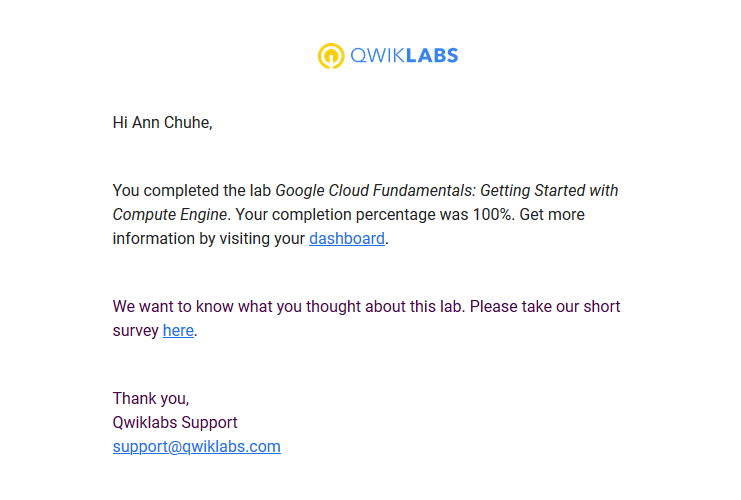 QWIKLABS
Hi Ann Chuhe,
You completed the lab Google Cloud Fundamentals: Getting Started with
Compute Engine. Your completion percentage was 100%. Get more
information by visiting your dashboard.
We want to know what you thought about this lab. Please take our short
survey here.
Thank you,
Qwiklabs Support
support@qwiklabs.com